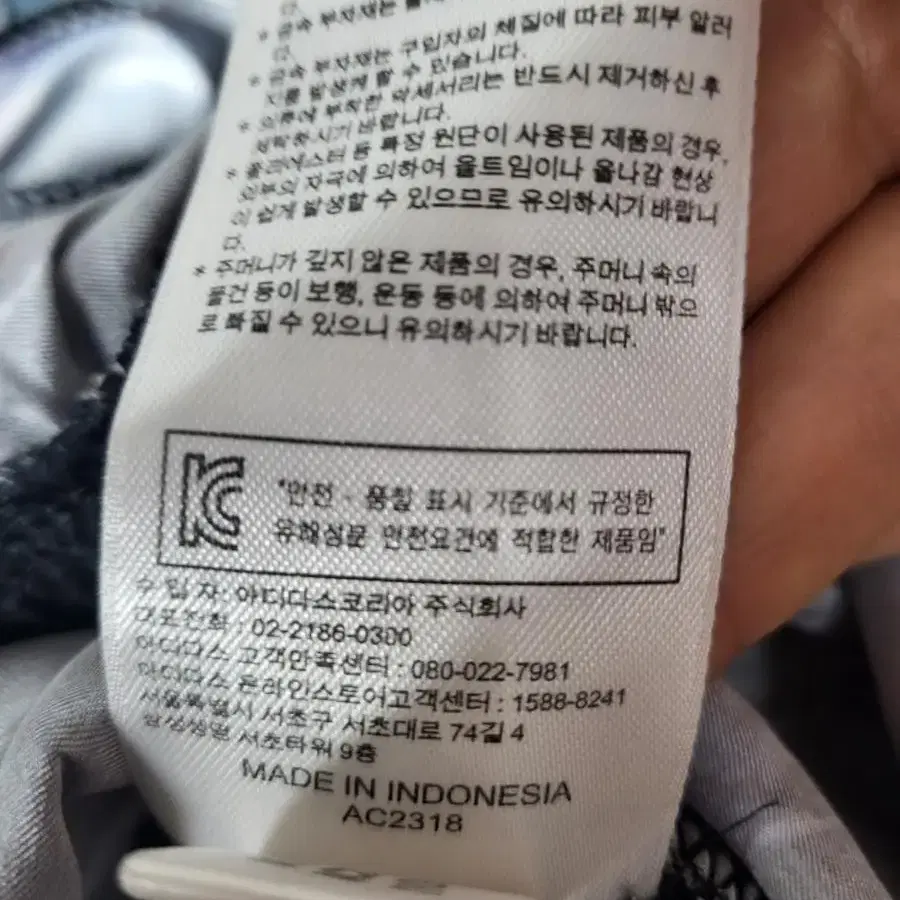 * 금속 부자재는
* 금속 부자재는 구입자의 체질에 따라 피부 알러
지를 발생게 할 수 있습니다.
* 의류에 부착한 악세서리는 반드시 제거하신 후
세탁하시기 바랍니다.
* 폴리에스터 등 특정 원단이 사용된 제품의 경우,
외부의 자극에 의하여 올트임이나 올나감 현상
이 쉽게 발생할 수 있으므로 유의하시기 바랍니
다.
* 주머니가 깊지 않은 제품의 경우, 주머니 속의
물건 등이 보행, 운동 등에 의하여 주머니 밖으
로 빠질 수 있으니 유의하시기 바랍니다.
KC
"안전 - 품질 표시 기준에서 규정한
유해성분 안전요건에 적합한 제품임"
수 입 자: 아디다스코리아 주식회사
대표전화 : 02-2186-0300
아디다스 고객만족센터 : 080-022-7981
아디다스 온라인스토어고객센터 : 1588-8241
서울특별시 서초구 서초대로 74길 4
삼성생명 서초타워 9층
MADE IN INDONESIA
AC2318